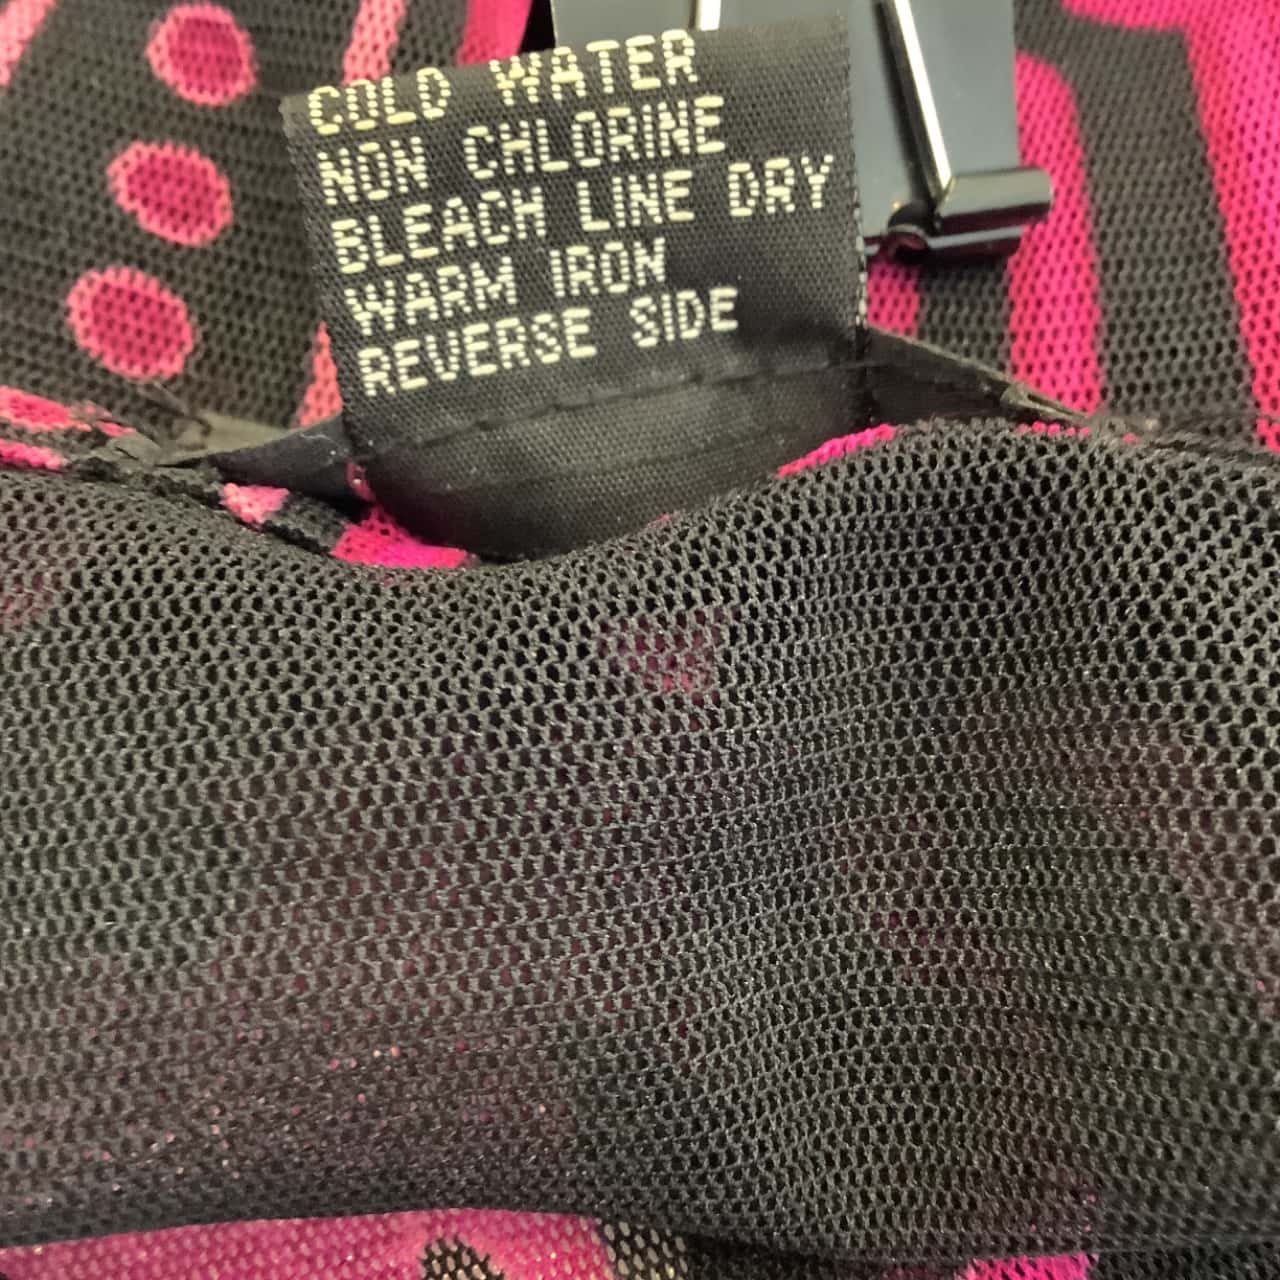 COLD WATER
NON CHLORINE
BLEACH LINE DRY
WARM IRON
REVERSE SIDE